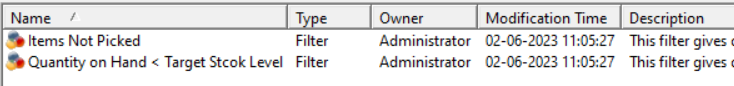 Name Type Owner Modification Time Description
Items Not Picked Filter Administrator 02-06-2023 11:05:27 This filter gives
Quantity on Hand < Target Stcok Level Filter Administrator 02-06-2023 11:05:27 This filter gives